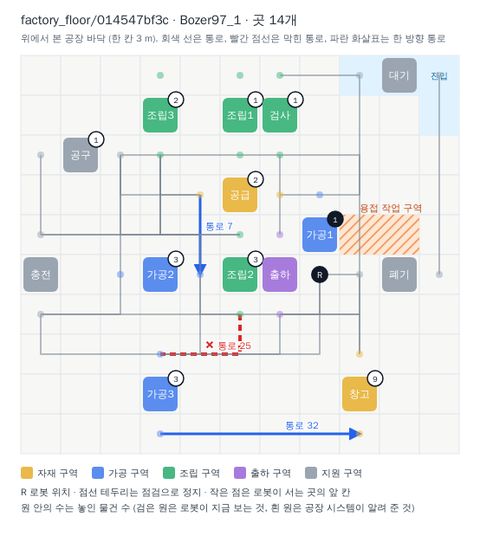 factory_floor/014547bf3c · Bozer97_1 · 곳 14개
위에서 본 공장 바닥 (한 칸 3 m). 회색 선은 통로, 빨간 점선은 막힌 통로, 파란 화살표는 한 방향 통로
대기
진입
2
조립3
1
조립1
1
검사
1
공구
2
공급
용접 작업 구역
1
가공1
통로 7
충전
3
가공2
3
조립2
출하
R
폐기
✖ 통로 25
3
가공3
9
창고
통로 32
자재 구역
가공 구역
조립 구역
출하 구역
지원 구역
R 로봇 위치 · 점선 테두리는 점검으로 정지 · 작은 점은 로봇이 서는 곳의 앞 칸
원 안의 수는 놓인 물건 수 (검은 원은 로봇이 지금 보는 것, 흰 원은 공장 시스템이 알려 준 것)